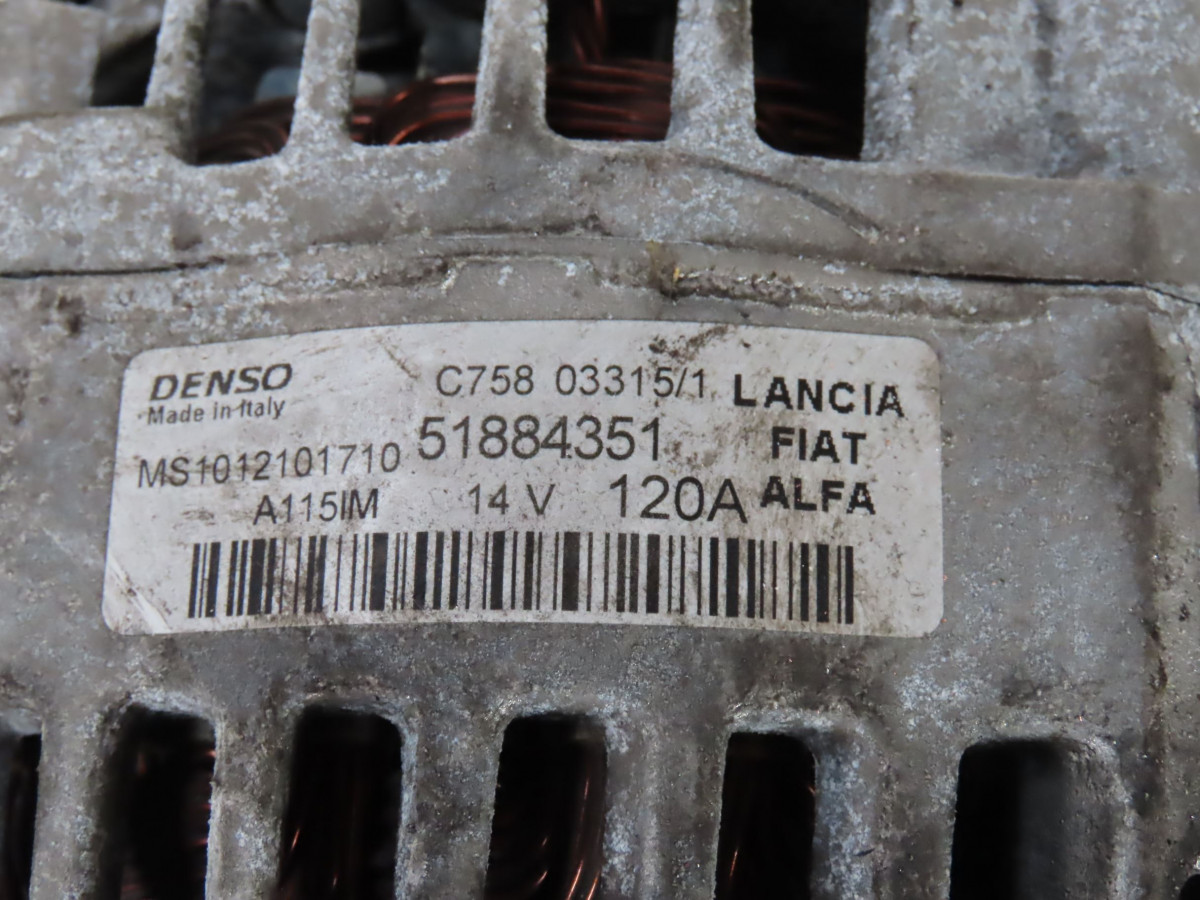 DENSO
Made in Italy
C758 03315/1
LANCIA
MS1012101710
51884351
FIAT
A115IM
14 V
120A
ALFA